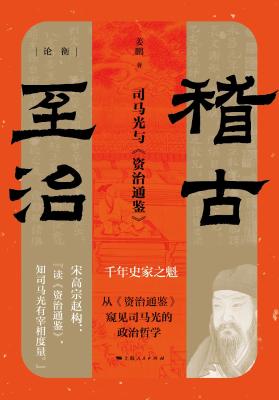 稽古
至治
姜鹏 著
司马光与《资治通鉴》
论衡
千年史家之魁
从《资治通鉴》
窥见司马光的
政治哲学
宋高宗赵构：
『读《资治通鉴》，
知司马光有宰相度量。』
上海人民出版社